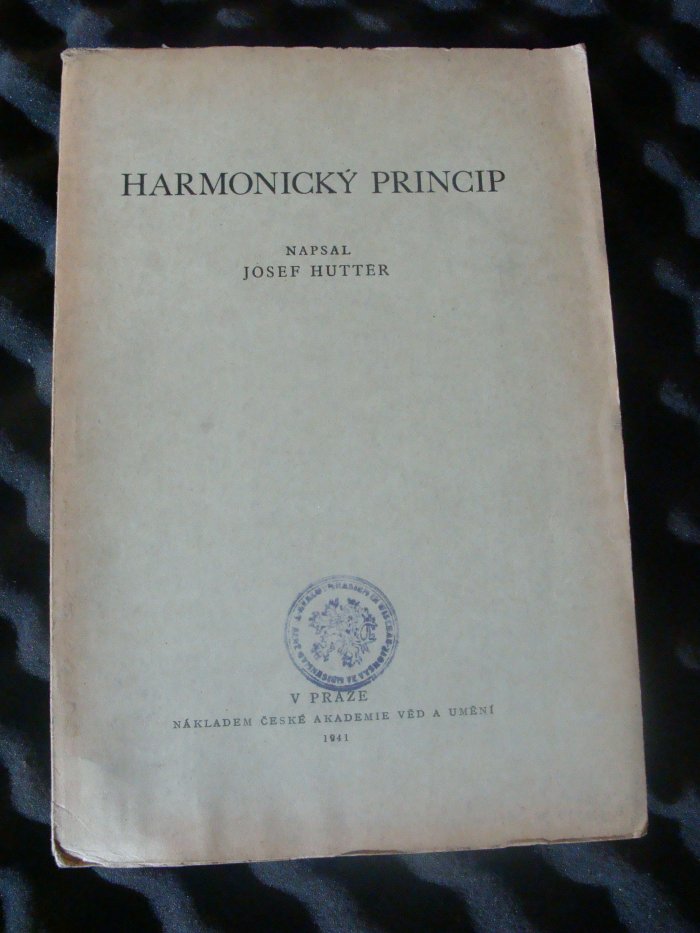 HARMONICKÝ PRINCIP
NAPSAL
JOSEF HUTTER
V PRAZE
NÁKLADEM ČESKÉ AKADEMIE VĚD A UMĚNÍ
1941